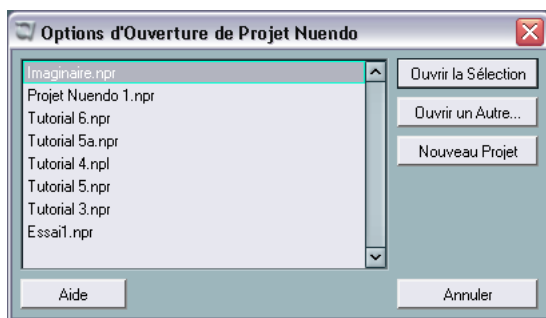 Options d'Ouverture de Projet Nuendo
Imaginaire.npr
Projet Nuendo 1.npr
Tutorial 6.npr
Tutorial 5a.npr
Tutorial 4.npl
Tutorial 5.npr
Tutorial 3.npr
Essai1.npr
Ouvrir la Sélection
Ouvrir un Autre...
Nouveau Projet
Aide
Annuler